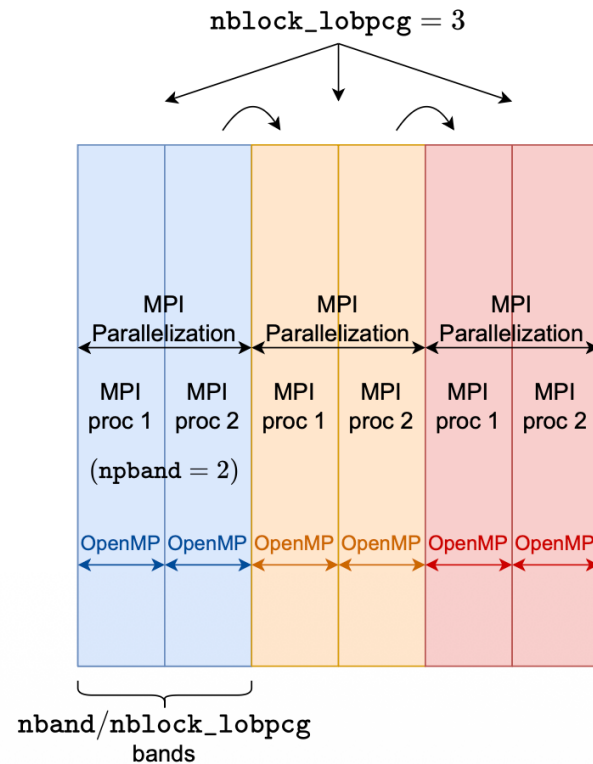 nblock_lobpcg = 3
MPI MPI MPI
Parallelization Parallelization Parallelization
MPI MPI MPI MPI MPI MPI
proc 1 proc 2 proc 1 proc 2 proc 1 proc 2
(npband = 2)
OpenMP OpenMP OpenMP OpenMP OpenMP OpenMP
nband/nblock_lobpcg
bands